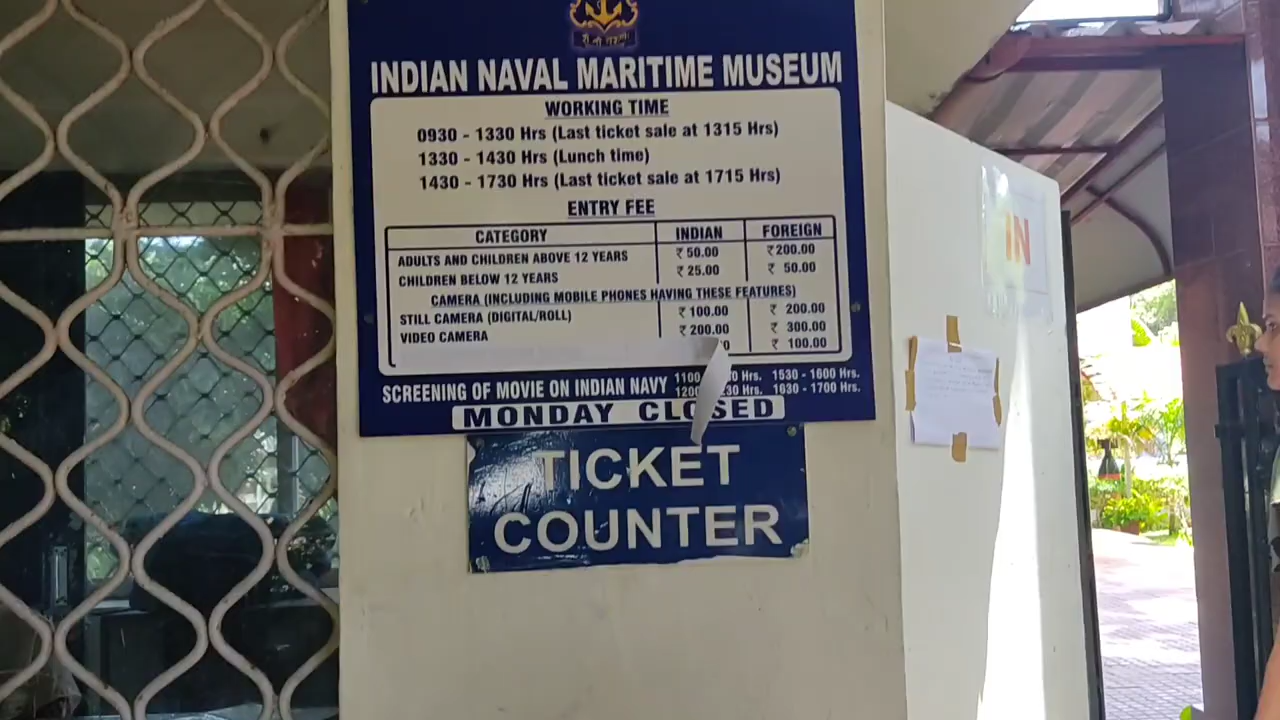 INDIAN NAVAL MARITIME MUSEUM
WORKING TIME
0930 - 1330 Hrs (Last ticket sale at 1315 Hrs)
1330 - 1430 Hrs (Lunch time)
1430 - 1730 Hrs (Last ticket sale at 1715 Hrs)
ENTRY FEE
CATEGORY INDIAN FOREIGN
ADULTS AND CHILDREN ABOVE 12 YEARS ₹ 50.00 ₹200.00
CHILDREN BELOW 12 YEARS ₹ 25.00 ₹ 50.00
CAMERA (INCLUDING MOBILE PHONES HAVING THESE FEATURES)
STILL CAMERA (DIGITAL/ROLL) ₹ 100.00 ₹ 200.00
VIDEO CAMERA ₹ 200.00 ₹ 300.00
₹ 100.00
SCREENING OF MOVIE ON INDIAN NAVY 1100 Hrs. 1530 - 1600 Hrs.
Hrs. 1630 - 1700 Hrs.
MONDAY CLOSED
TICKET
COUNTER
IN